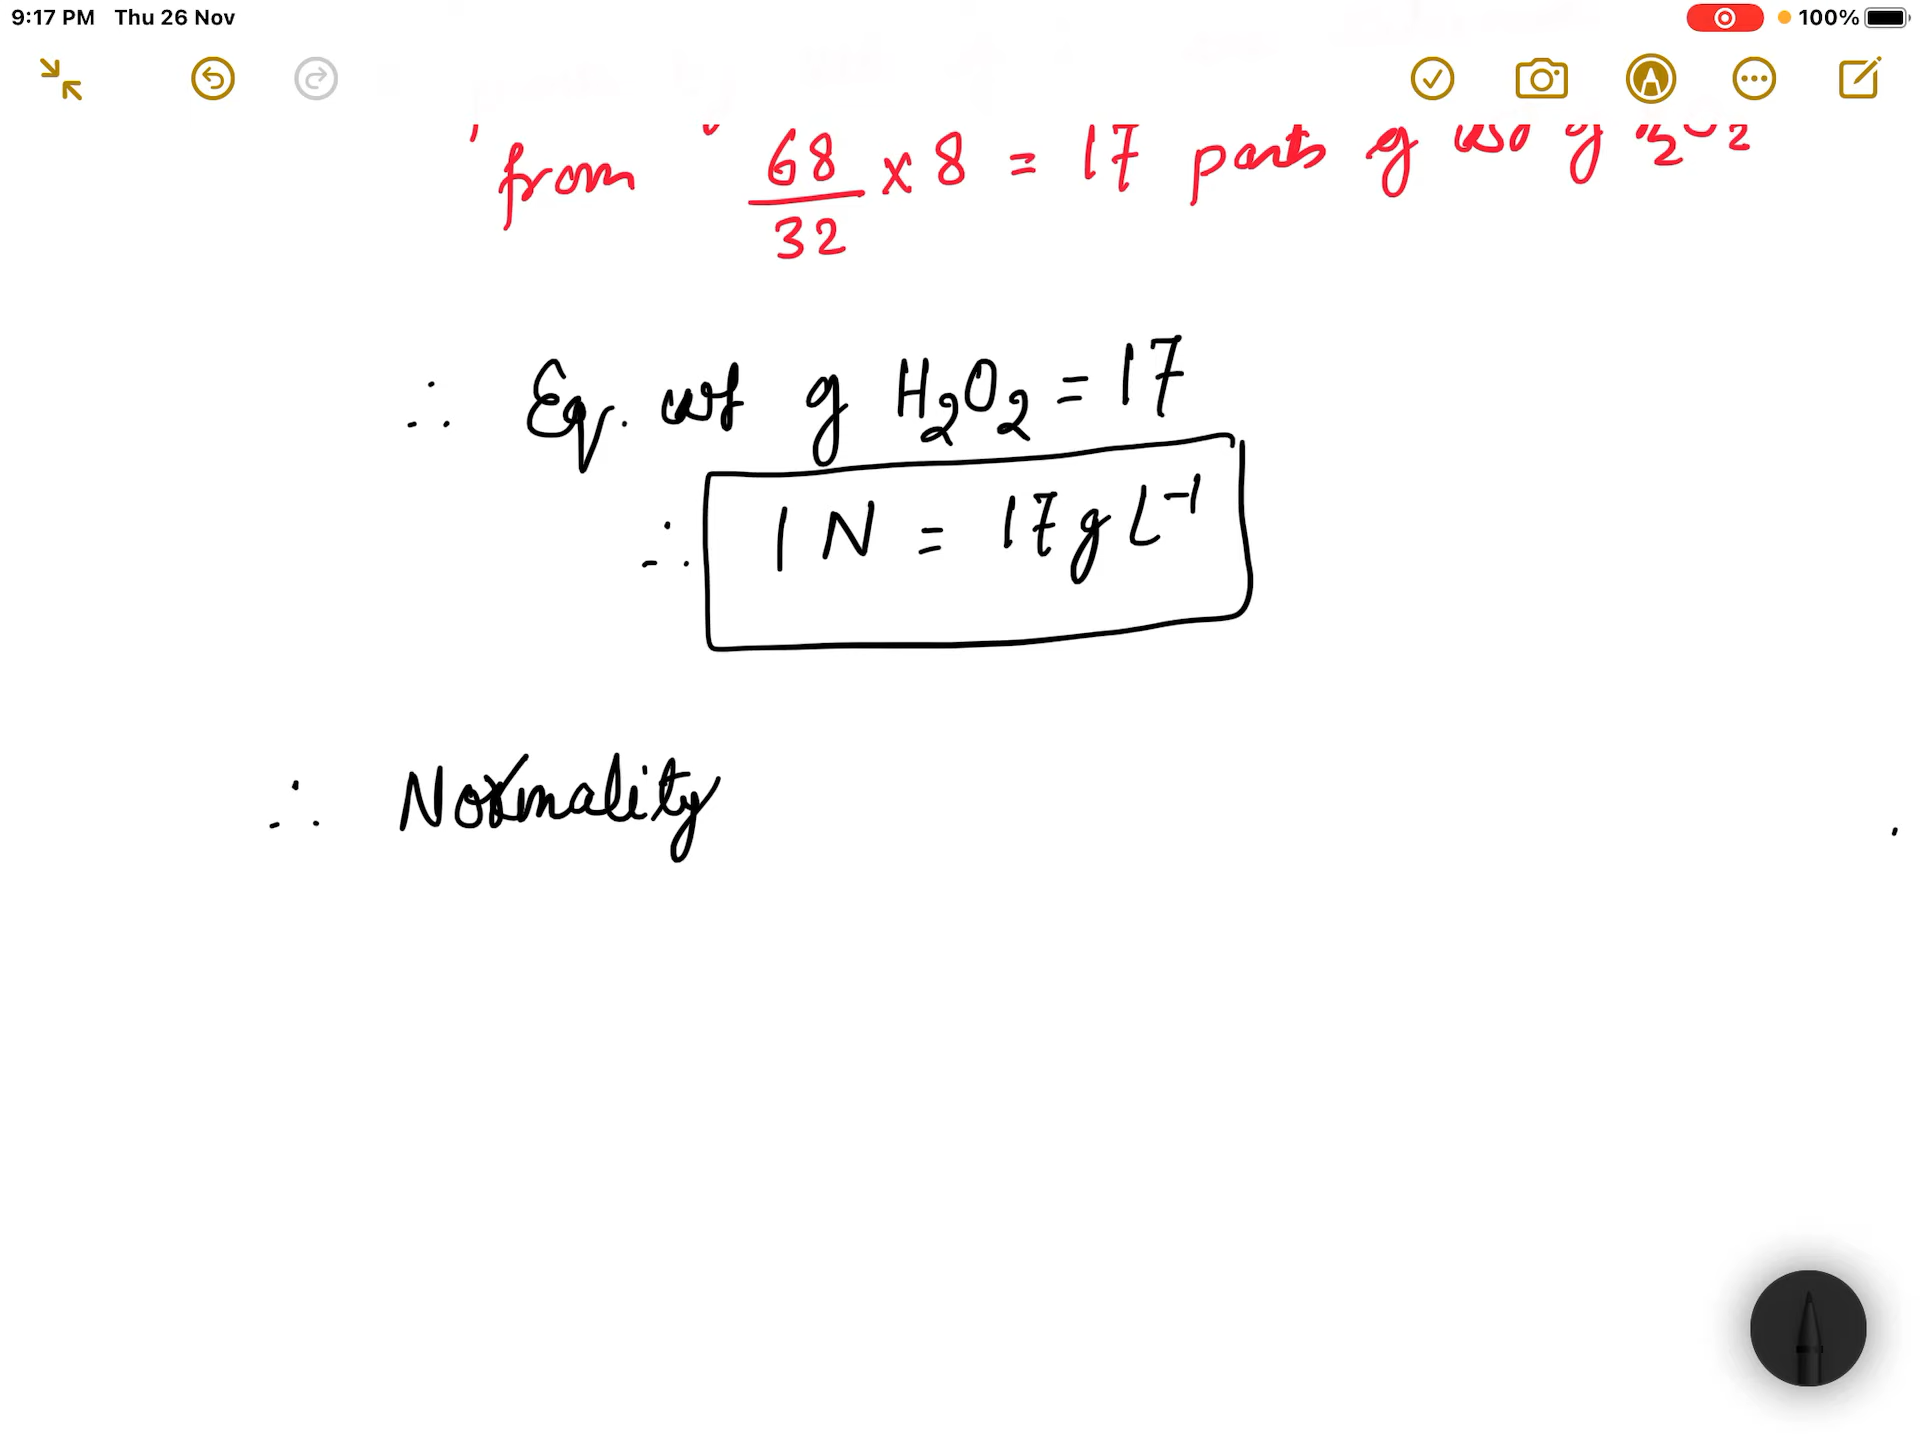 9:17 PM Thu 26 Nov 100%
from 68/32 x 8 = 17 parts of H2O2
∴ Eq. wt of H2O2 = 17
∴ 1 N = 17 g L⁻¹
∴ Normality